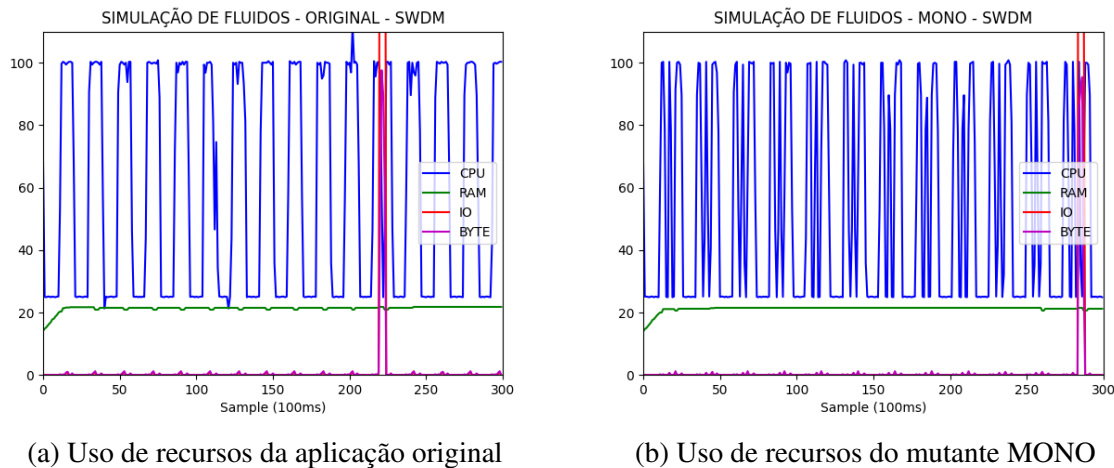 SIMULAÇÃO DE FLUIDOS - ORIGINAL - SWDM
100
80
60
40
20
0
CPU
RAM
IO
BYTE
0 50 100 150 200 250 300
Sample (100ms)
(a) Uso de recursos da aplicação original
SIMULAÇÃO DE FLUIDOS - MONO - SWDM
100
80
60
40
20
0
CPU
RAM
IO
BYTE
0 50 100 150 200 250 300
Sample (100ms)
(b) Uso de recursos do mutante MONO